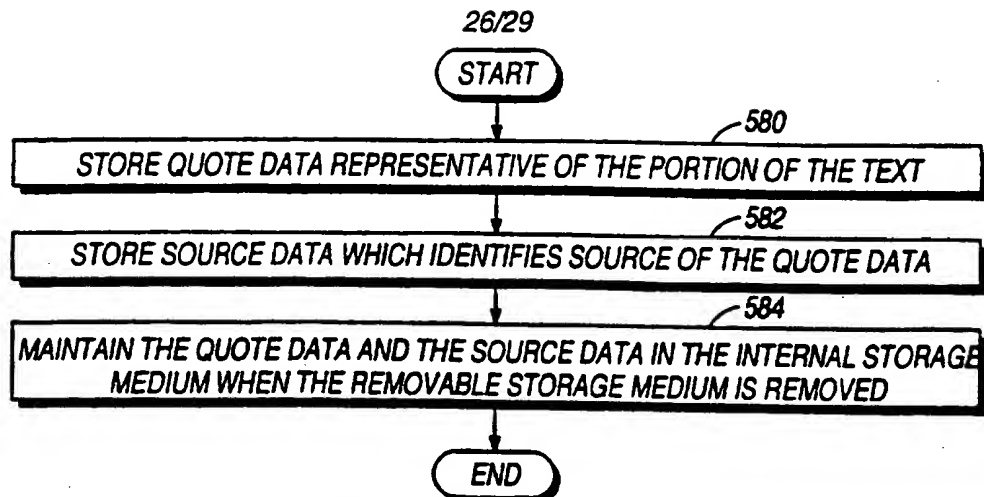 26/29
START
580
STORE QUOTE DATA REPRESENTATIVE OF THE PORTION OF THE TEXT
582
STORE SOURCE DATA WHICH IDENTIFIES SOURCE OF THE QUOTE DATA
584
MAINTAIN THE QUOTE DATA AND THE SOURCE DATA IN THE INTERNAL STORAGE
MEDIUM WHEN THE REMOVABLE STORAGE MEDIUM IS REMOVED
END